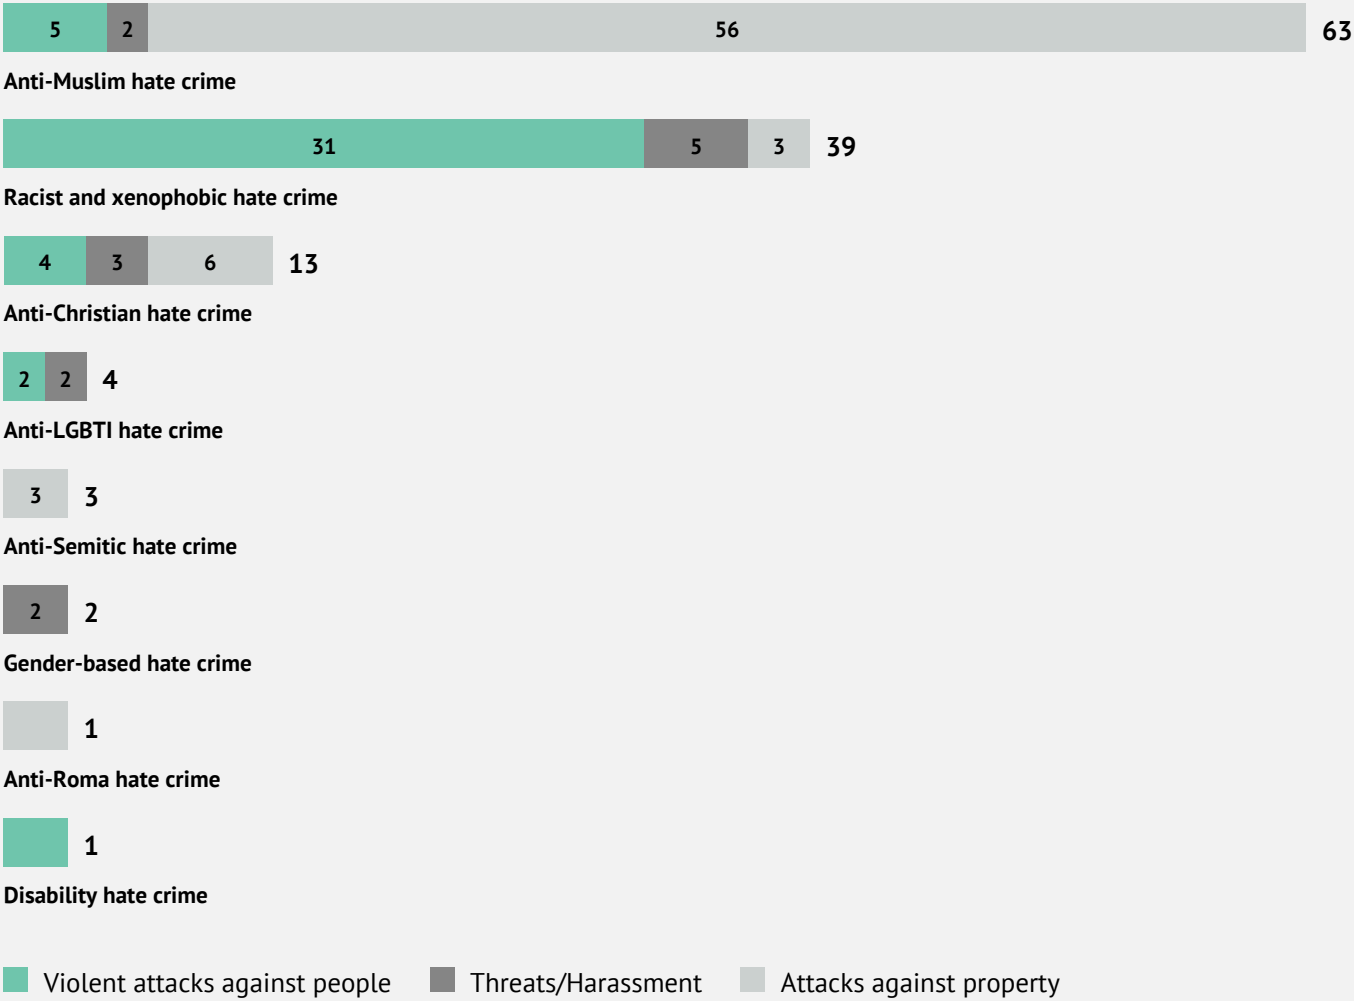 5 2 56 63
Anti-Muslim hate crime
31 5 3 39
Racist and xenophobic hate crime
4 3 6 13
Anti-Christian hate crime
2 2 4
Anti-LGBTI hate crime
3 3
Anti-Semitic hate crime
2 2
Gender-based hate crime
1
Anti-Roma hate crime
1
Disability hate crime
Violent attacks against people Threats/Harassment Attacks against property